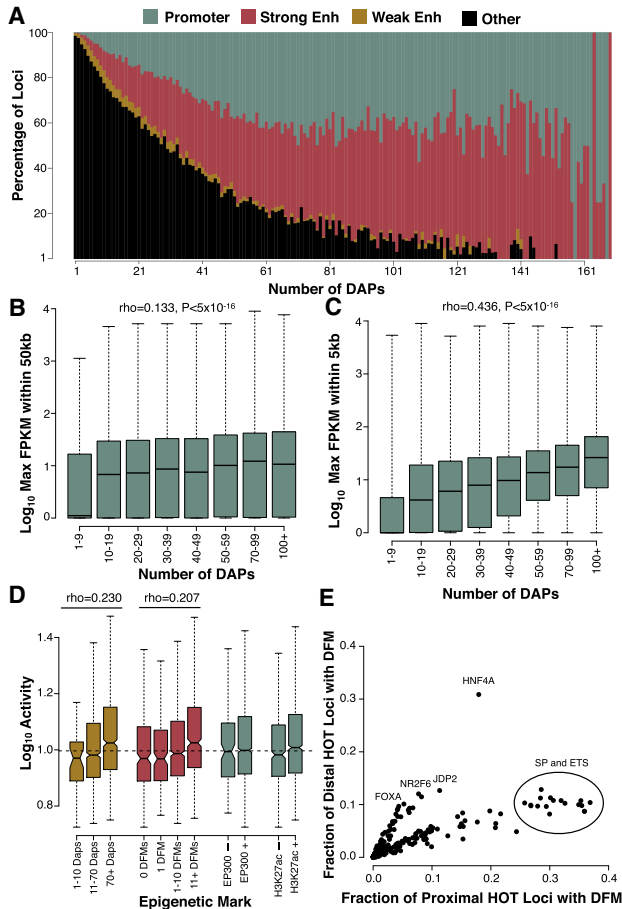 A
Promoter Strong Enh Weak Enh Other
Percentage of Loci
100
80
60
40
20
1
1 21 41 61 81 101 121 141 161
Number of DAPs
B
rho=0.133, P<5x10-16
Log10 Max FPKM within 50kb
4
2
1
0
1-9 10-19 20-29 30-39 40-49 50-59 70-99 100+
Number of DAPs
C
rho=0.436, P<5x10-16
Log10 Max FPKM within 5kb
4
3
2
1
0
1-9 10-19 20-29 30-39 40-49 50-59 70-99 100+
Number of DAPs
D
rho=0.230 rho=0.207
Log10 Activity
1.4
1.0
0.8
1-10 Daps 11-70 Daps 70+ Daps 0 DFMs 1 DFM 1-10 DFMs 11+ DFMs EP300 − EP300 + H3K27ac − H3K27ac +
Epigenetic Mark
E
Fraction of Distal HOT Loci with DFM
0.4
0.3
0.2
0.1
0.0
HNF4A
SP and ETS
NR2F6 JDP2
FOXA
0.0 0.1 0.2 0.3 0.4
Fraction of Proximal HOT Loci with DFM